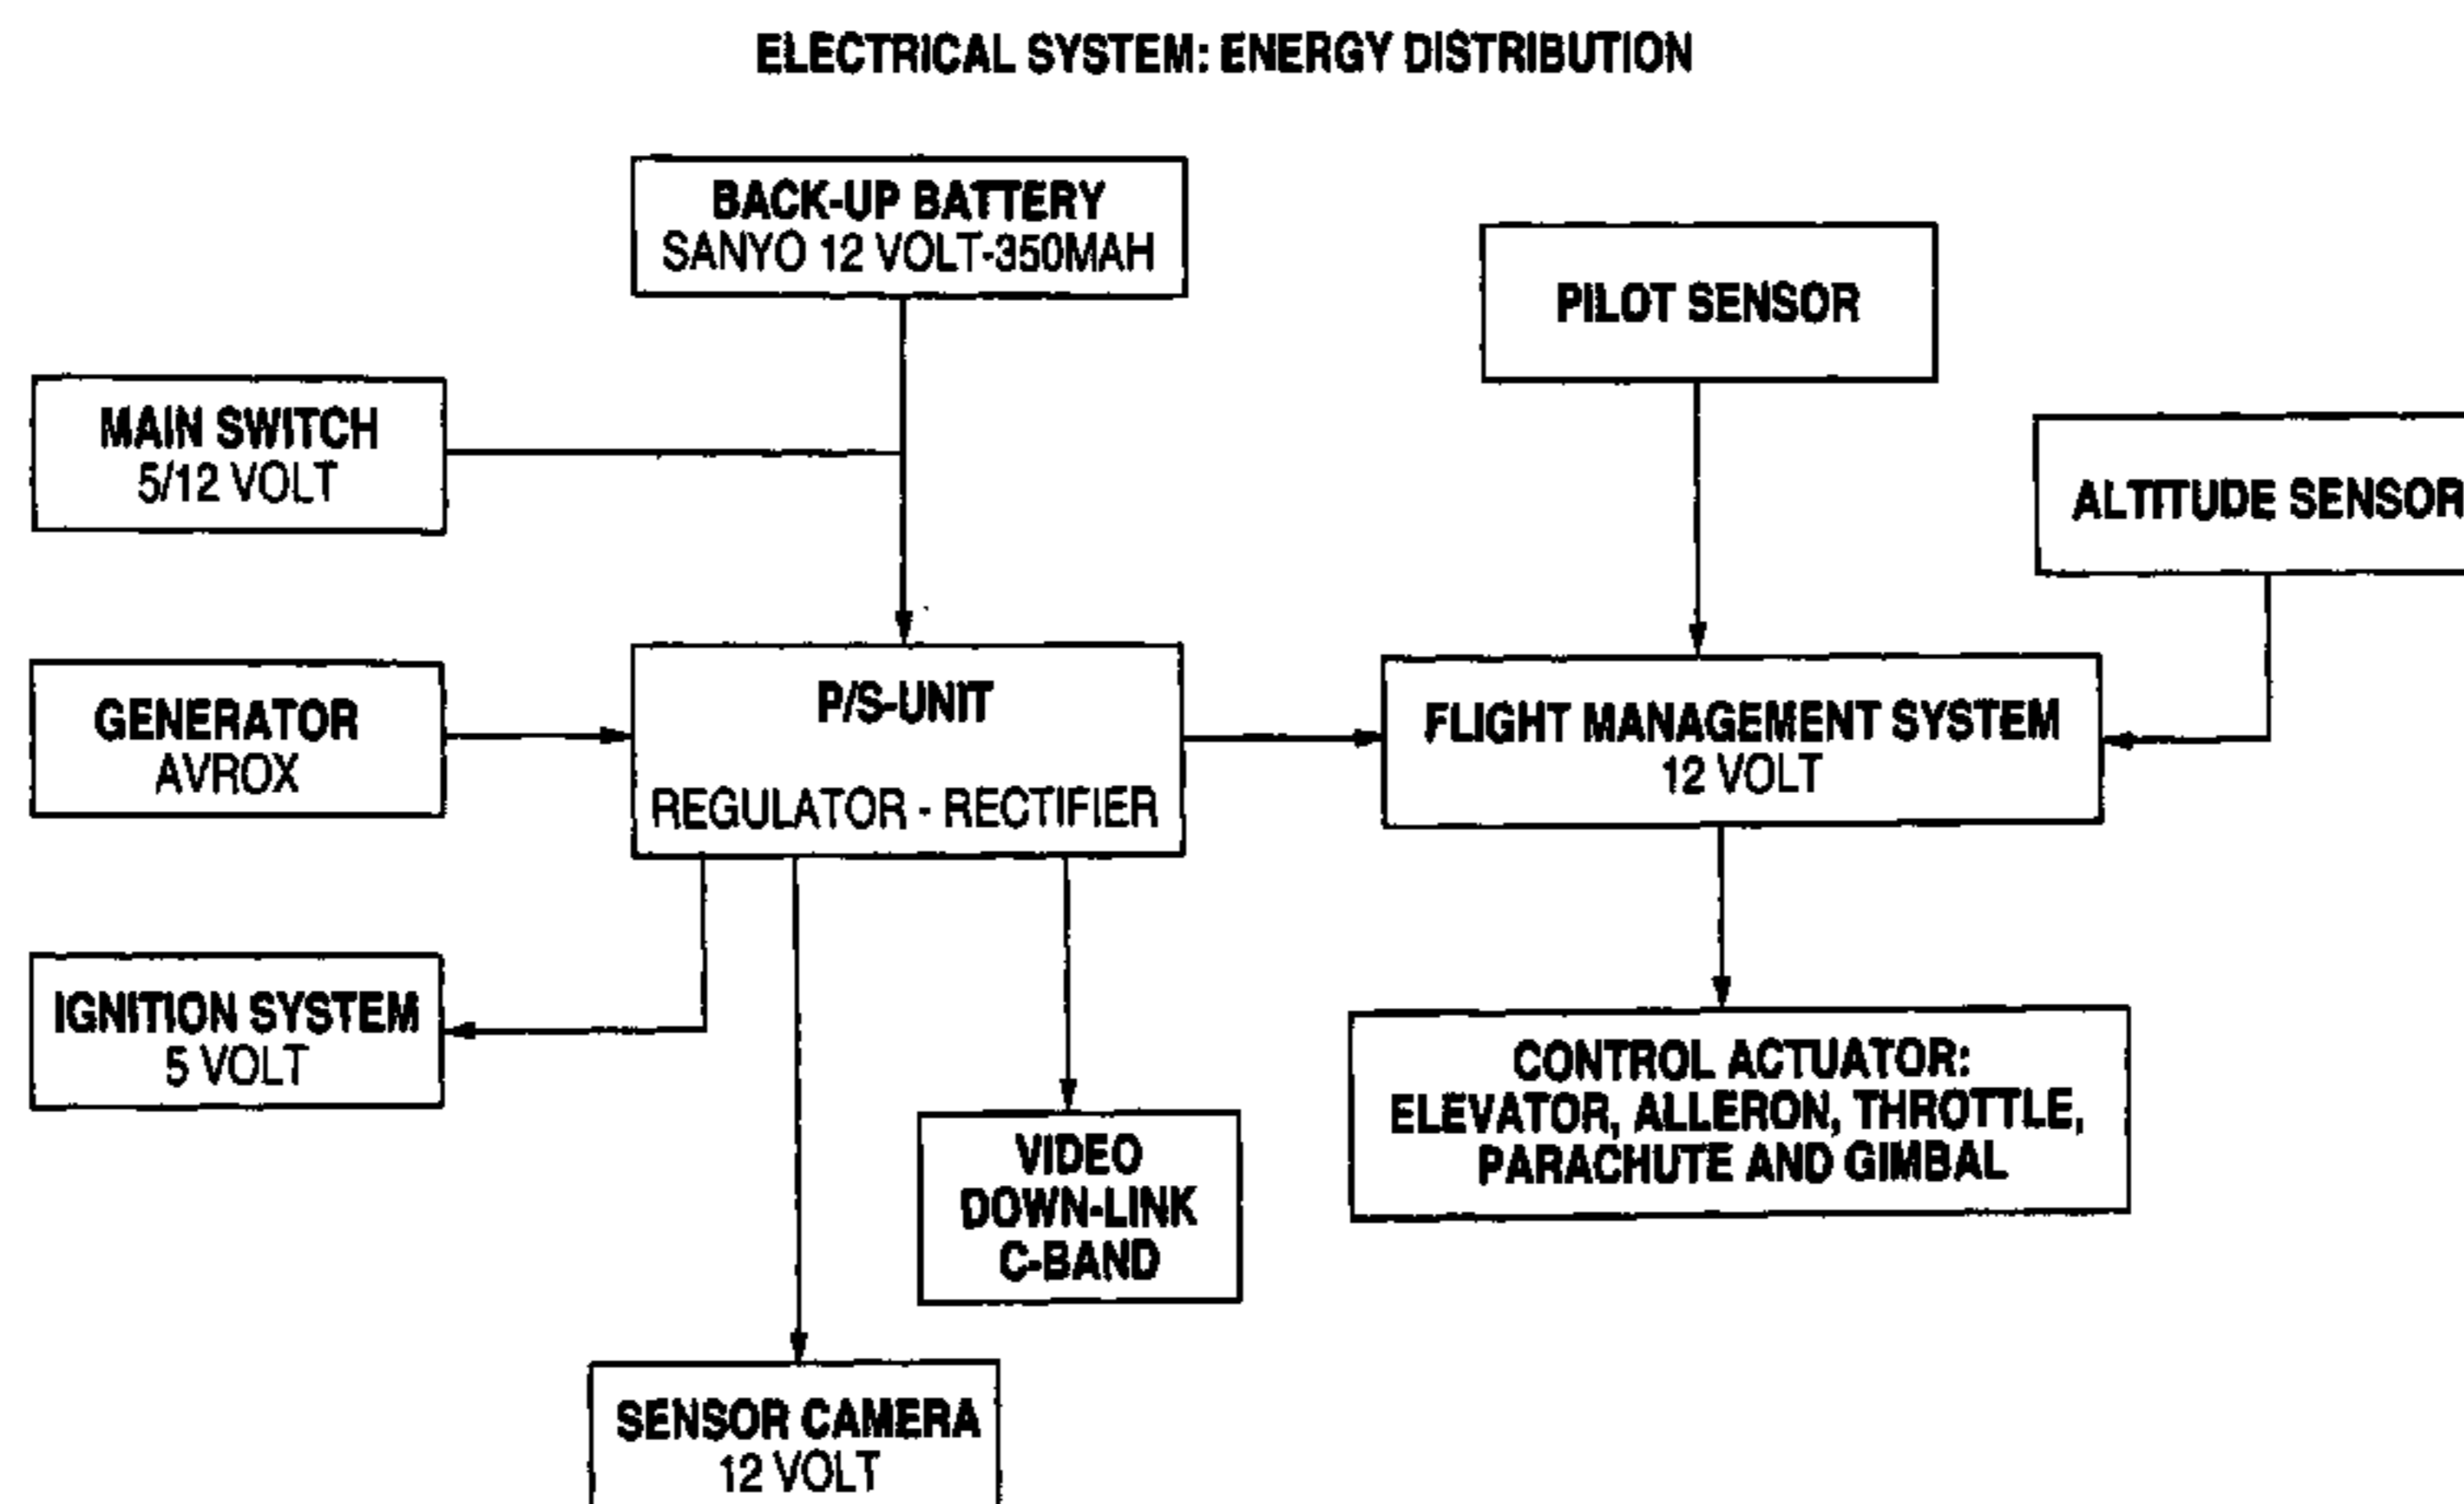 ELECTRICAL SYSTEM: ENERGY DISTRIBUTION
BACK-UP BATTERY
SANYO 12 VOLT-350MAH
PILOT SENSOR
MAIN SWITCH
5/12 VOLT
ALTITUDE SENSOR
GENERATOR
AVROX
P/S-UNIT
REGULATOR - RECTIFIER
FLIGHT MANAGEMENT SYSTEM
12 VOLT
IGNITION SYSTEM
5 VOLT
CONTROL ACTUATOR:
ELEVATOR, ALLERON, THROTTLE,
PARACHUTE AND GIMBAL
VIDEO
DOWN-LINK
C-BAND
SENSOR CAMERA
12 VOLT